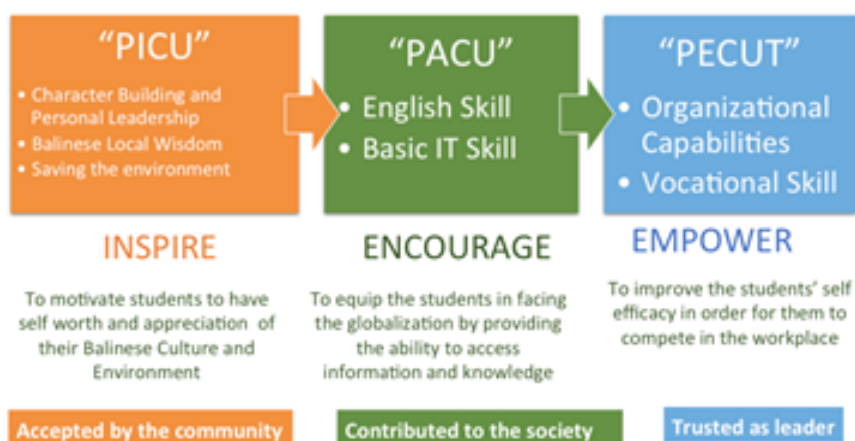 "PICU"
• Character Building and
Personal Leadership
• Balinese Local Wisdom
• Saving the environment
"PACU"
• English Skill
• Basic IT Skill
"PECUT"
• Organizational
Capabilities
• Vocational Skill
INSPIRE
To motivate students to have
self worth and appreciation of
their Balinese Culture and
Environment
ENCOURAGE
To equip the students in facing
the globalization by providing
the ability to access
information and knowledge
EMPOWER
To improve the students' self
efficacy in order for them to
compete in the workplace
Accepted by the community
Contributed to the society
Trusted as leader